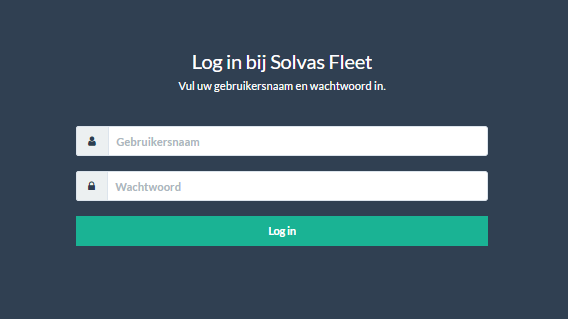 Log in bij Solvas Fleet
Vul uw gebruikersnaam en wachtwoord in.
Gebruikersnaam
Wachtwoord
Log in